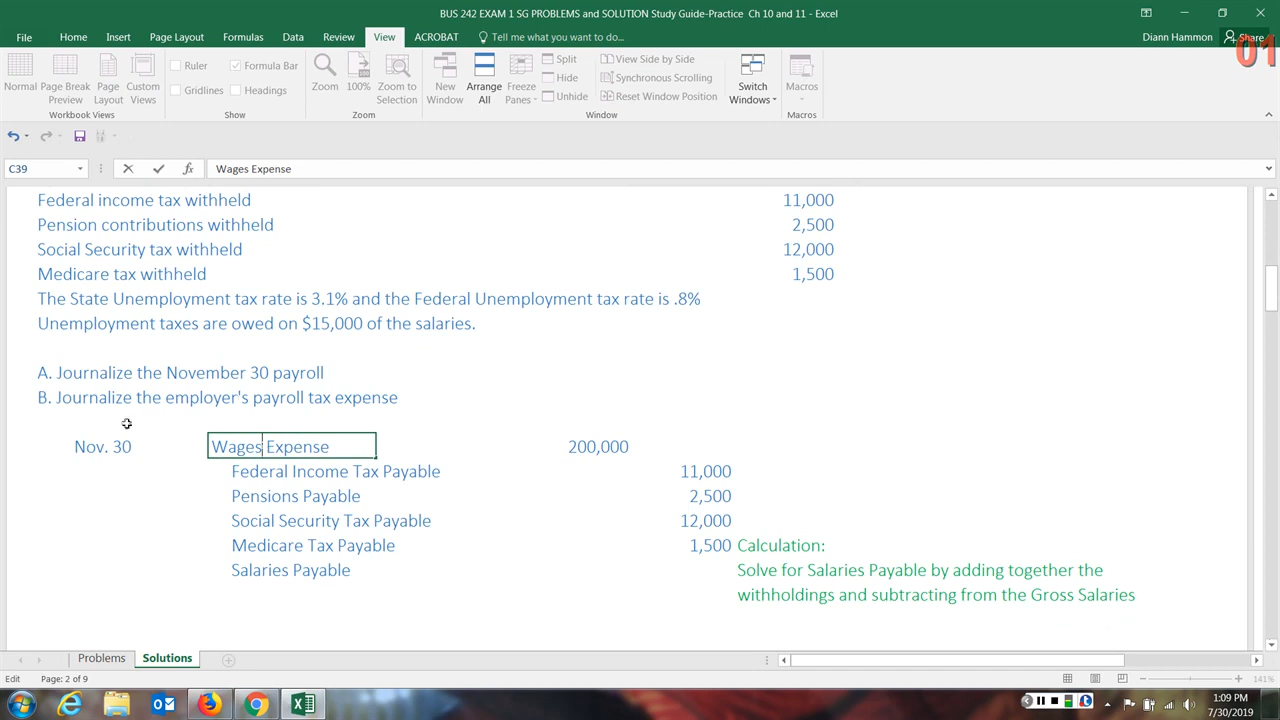 BUS 242 EXAM 1 SG PROBLEMS and SOLUTION Study Guide-Practice Ch 10 and 11 - Excel
File Home Insert Page Layout Formulas Data Review View ACROBAT Tell me what you want to do... Diann Hammon Share
01
Normal Page Break Preview Page Layout Custom Views
Workbook Views
Ruler Formula Bar
Gridlines Headings
Show
Zoom 100% Zoom to Selection
Zoom
New Window Arrange All Freeze Panes
Split
Hide
Unhide
View Side by Side
Synchronous Scrolling
Reset Window Position
Window
Switch Windows
Macros
Macros
C39 fx Wages Expense
Federal income tax withheld 11,000
Pension contributions withheld 2,500
Social Security tax withheld 12,000
Medicare tax withheld 1,500
The State Unemployment tax rate is 3.1% and the Federal Unemployment tax rate is .8%
Unemployment taxes are owed on $15,000 of the salaries.
A. Journalize the November 30 payroll
B. Journalize the employer's payroll tax expense
Nov. 30 Wages Expense 200,000
Federal Income Tax Payable 11,000
Pensions Payable 2,500
Social Security Tax Payable 12,000
Medicare Tax Payable 1,500 Calculation:
Salaries Payable Solve for Salaries Payable by adding together the
withholdings and subtracting from the Gross Salaries
Problems Solutions
Edit Page: 2 of 9 141%
1:09 PM
7/30/2019